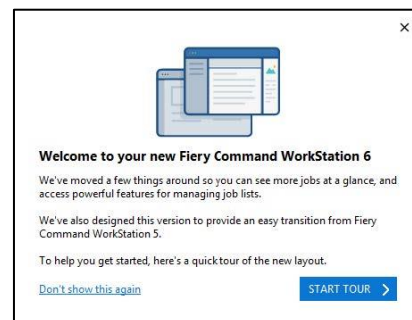 Welcome to your new Fiery Command WorkStation 6
We've moved a few things around so you can see more jobs at a glance, and
access powerful features for managing job lists.
We've also designed this version to provide an easy transition from Fiery
Command WorkStation 5.
To help you get started, here's a quick tour of the new layout.
Don't show this again
START TOUR